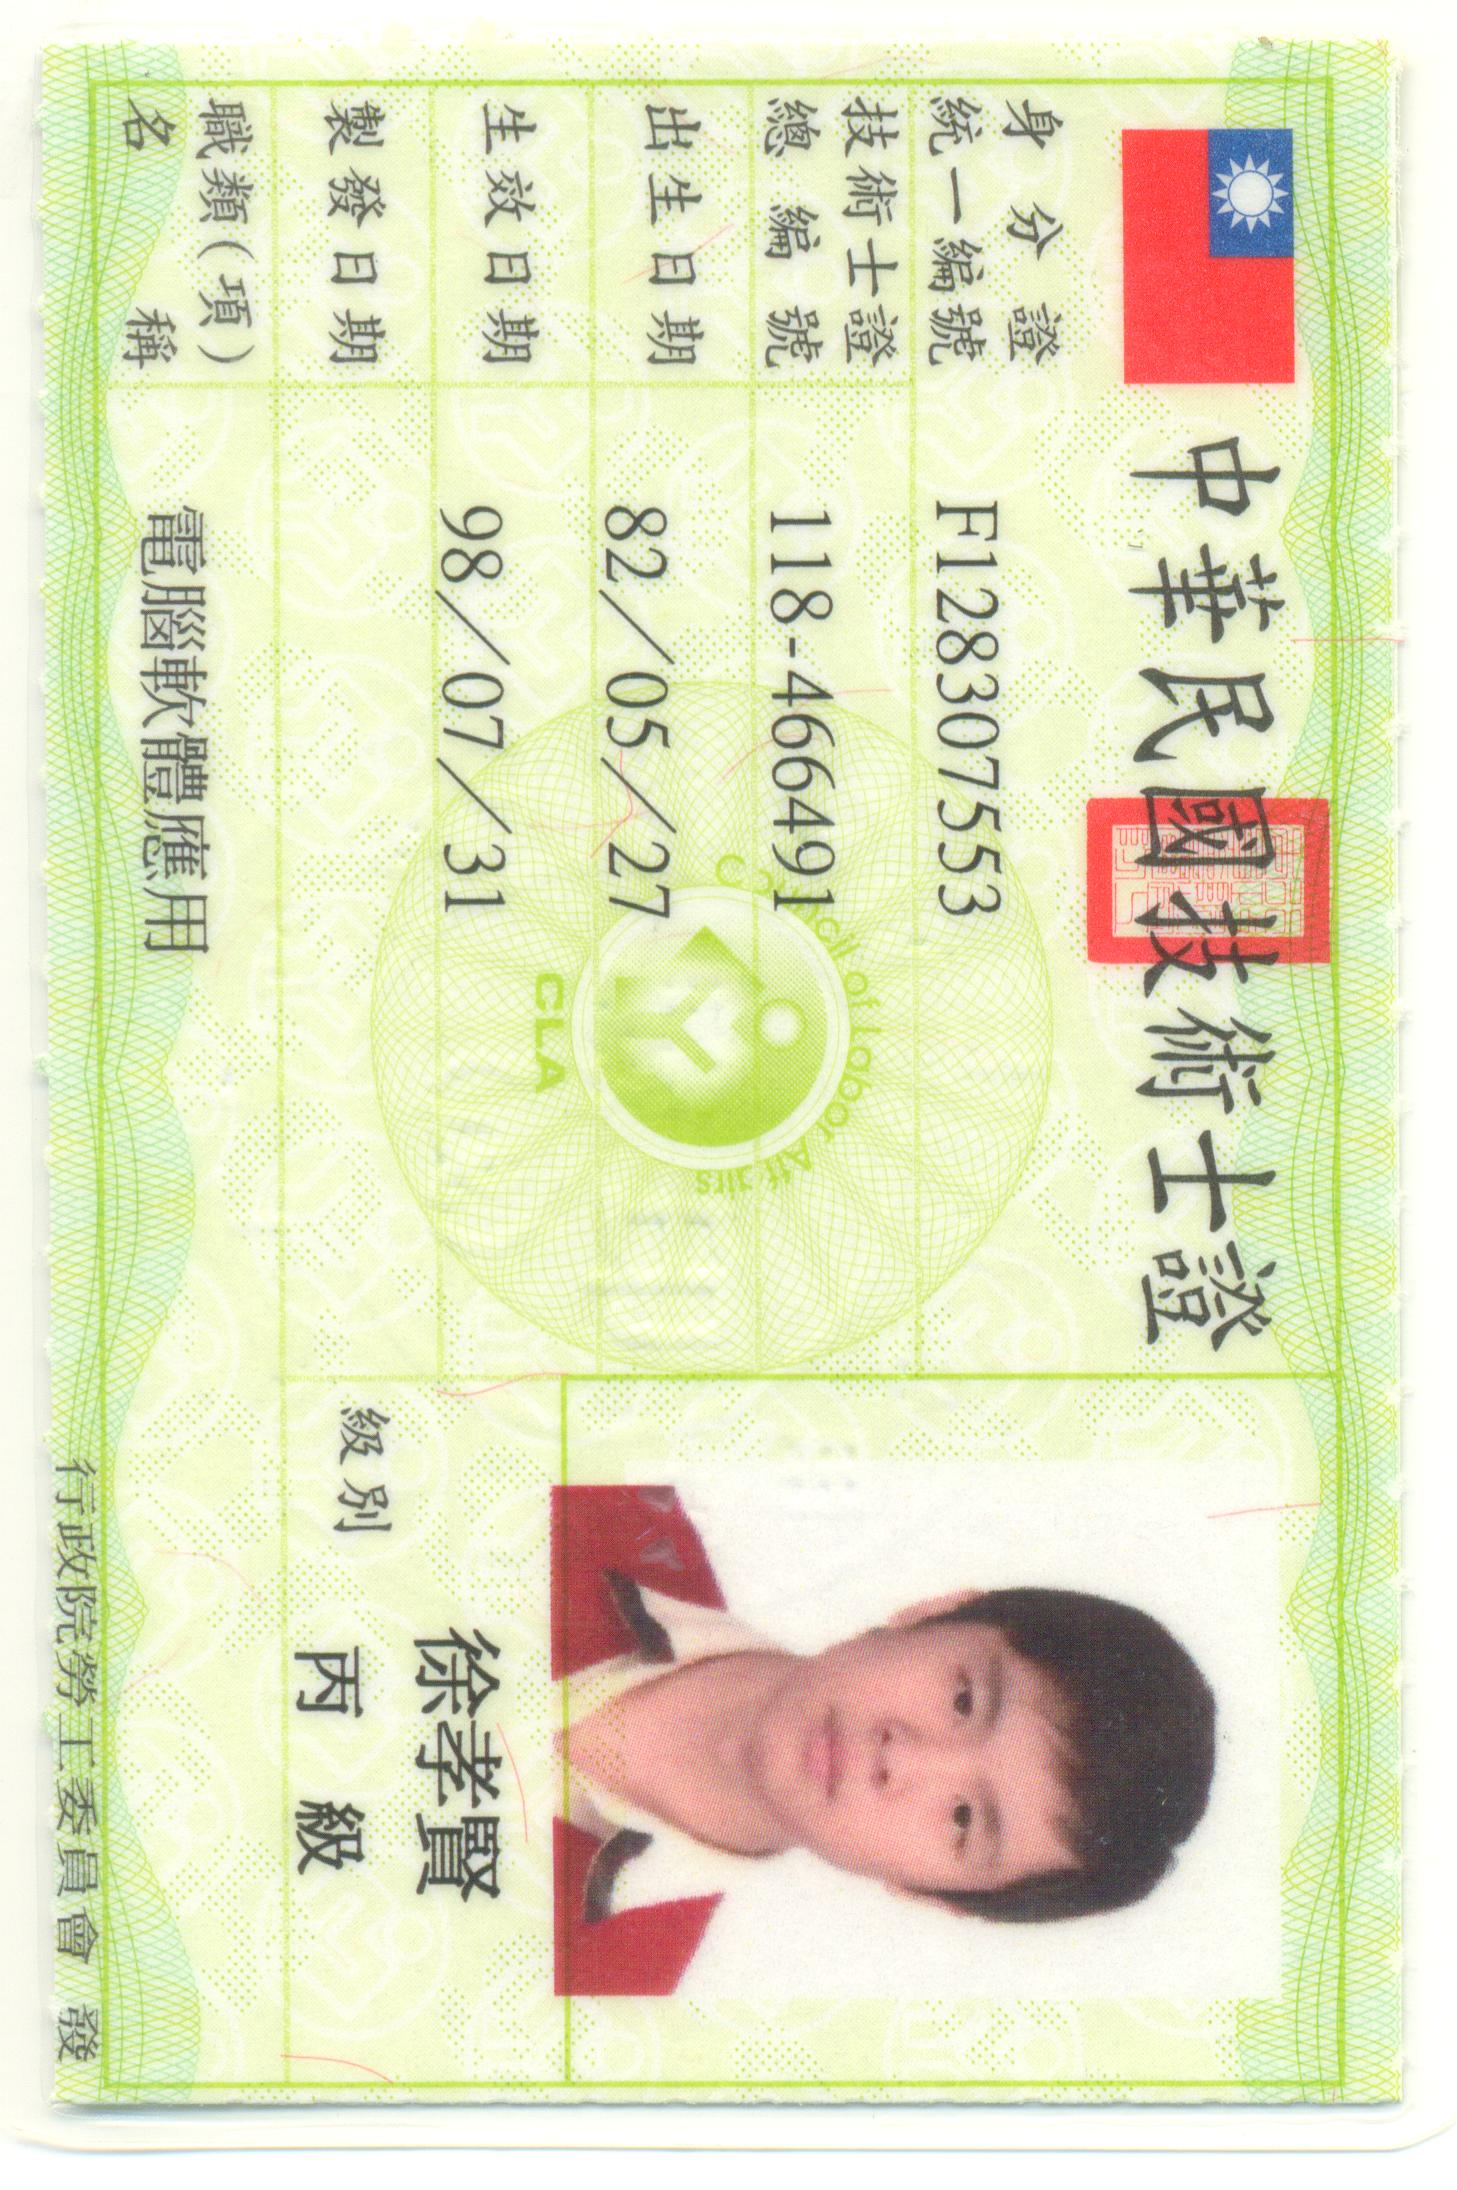 中華民國技術士證
身分證
統一編號
F128307553
技術士證
總編號
118-466491
Council of Labor Affairs
出生日期
82／05／27
CLA
生效日期
98／07／31
徐孝賢
製發日期
級別
丙 級
職類(項)
名稱
電腦軟體應用
行政院勞工委員會 發